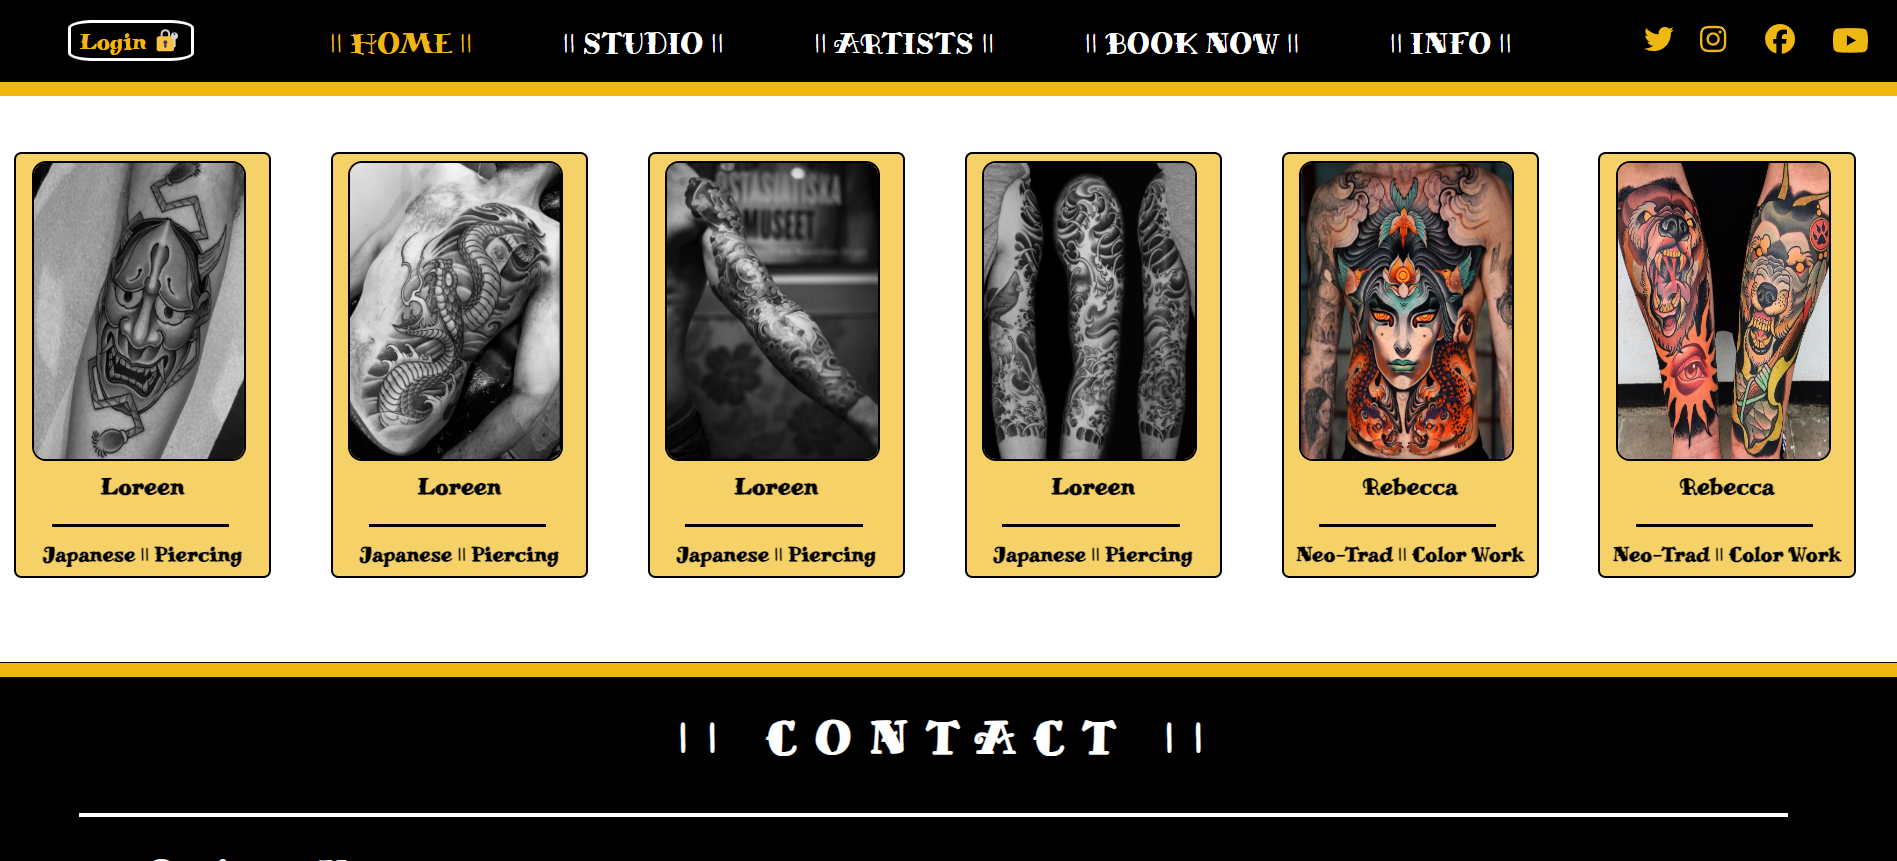 Login
|| HOME ||
|| STUDIO ||
|| ARTISTS ||
|| BOOK NOW ||
|| INFO ||
MUSEET
Loreen
Japanese || Piercing
Loreen
Japanese || Piercing
Loreen
Japanese || Piercing
Loreen
Japanese || Piercing
Rebecca
Neo-Trad || Color Work
Rebecca
Neo-Trad || Color Work
|| CONTACT ||